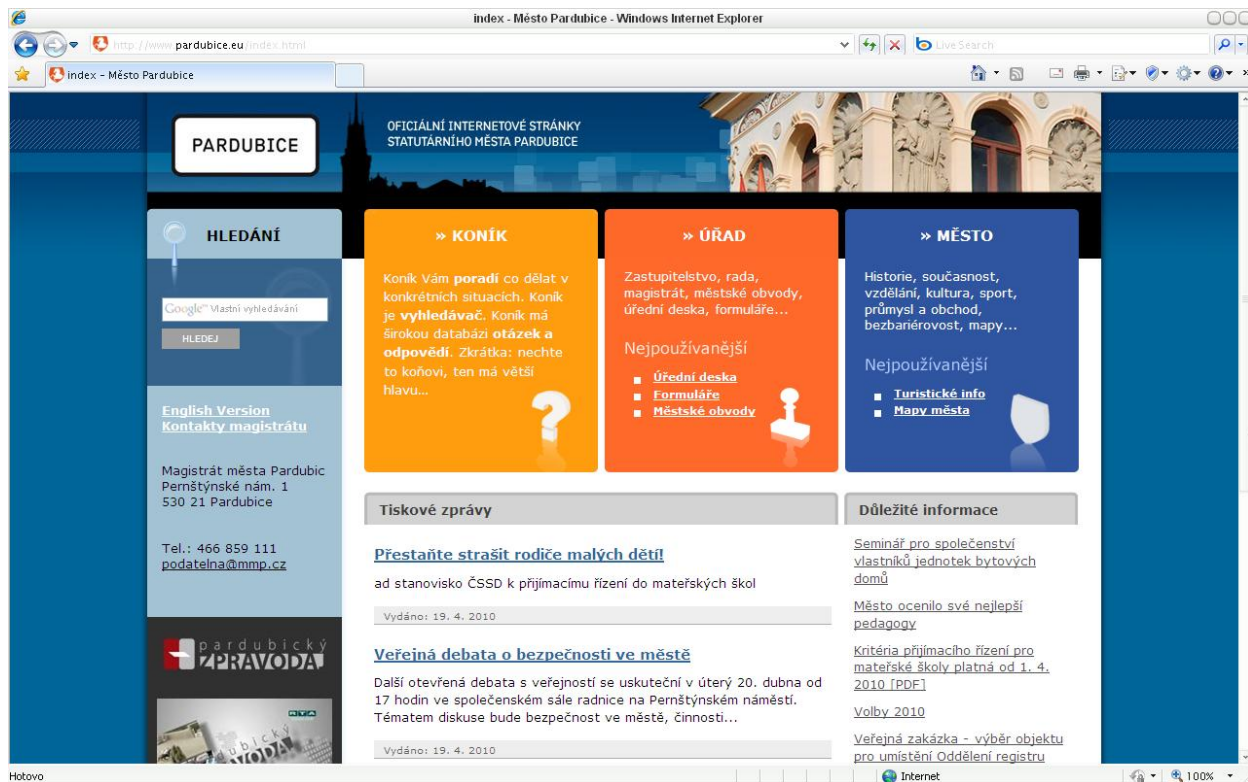 index - Město Pardubice - Windows Internet Explorer
http://www.pardubice.eu/index.html
Live Search
index - Město Pardubice
PARDUBICE
OFICIÁLNÍ INTERNETOVÉ STRÁNKY
STATUTÁRNÍHO MĚSTA PARDUBICE
HLEDÁNÍ
Google™ Vlastní vyhledávání
HLEDEJ
English Version
Kontakty magistrátu
Magistrát města Pardubic
Pernštýnské nám. 1
530 21 Pardubice
Tel.: 466 859 111
podatelna@mmp.cz
pardubický
ZPRAVODAJ
» KONÍK
Koník Vám poradí co dělat v
konkrétních situacích. Koník
je vyhledávač. Koník má
širokou databázi otázek a
odpovědí. Zkrátka: nechte
to koňovi, ten má větší
hlavu...
» ÚŘAD
Zastupitelstvo, rada,
magistrát, městské obvody,
úřední deska, formuláře...
Nejpoužívanější
Úřední deska
Formuláře
Městské obvody
» MĚSTO
Historie, současnost,
vzdělání, kultura, sport,
průmysl a obchod,
bezbariérovost, mapy...
Nejpoužívanější
Turistické info
Mapy města
Tiskové zprávy
Přestaňte strašit rodiče malých dětí!
ad stanovisko ČSSD k přijímacímu řízení do mateřských škol
Vydáno: 19. 4. 2010
Veřejná debata o bezpečnosti ve městě
Další otevřená debata s veřejností se uskuteční v úterý 20. dubna od
17 hodin ve společenském sále radnice na Pernštýnském náměstí.
Tématem diskuse bude bezpečnost ve městě, činnosti...
Vydáno: 19. 4. 2010
Důležité informace
Seminář pro společenství
vlastníků jednotek bytových
domů
Město ocenilo své nejlepší
pedagogy
Kritéria přijímacího řízení pro
mateřské školy platná od 1. 4.
2010 [PDF]
Volby 2010
Veřejná zakázka - výběr objektu
pro umístění Oddělení registru
Hotovo
Internet
100%